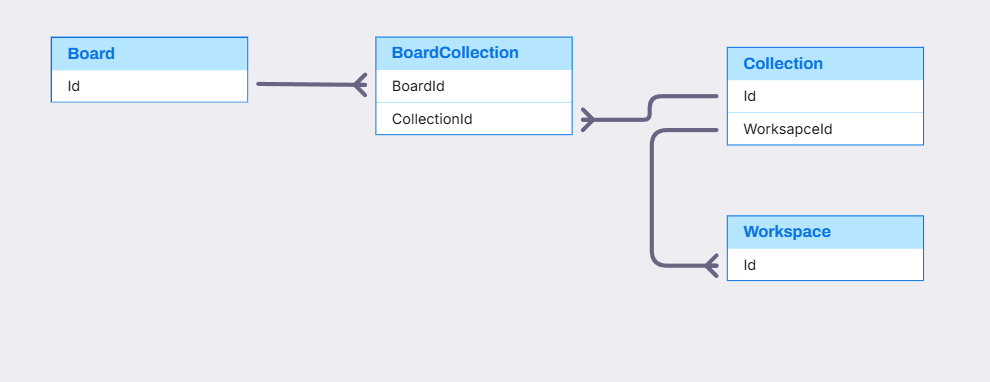 Board
Id
BoardCollection
BoardId
CollectionId
Collection
Id
WorksapceId
Workspace
Id